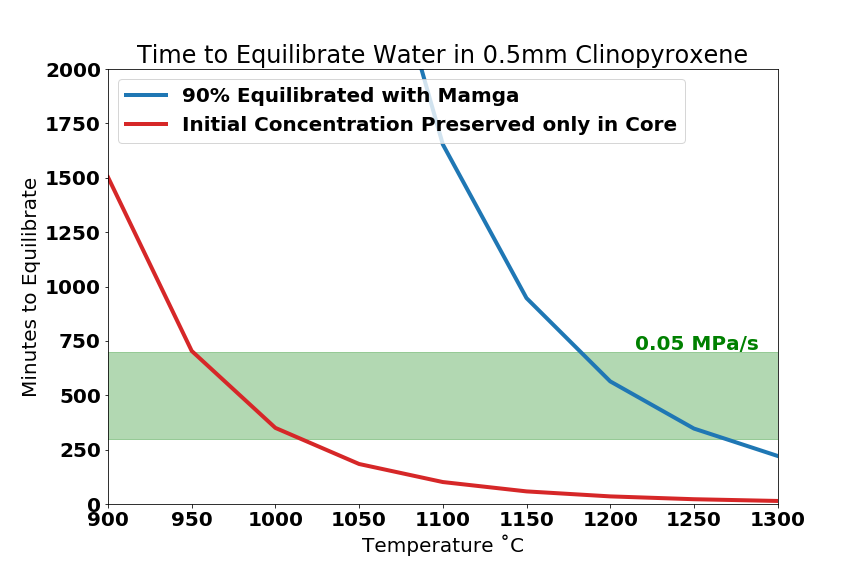 Time to Equilibrate Water in 0.5mm Clinopyroxene
2000
90% Equilibrated with Mamga
Initial Concentration Preserved only in Core
1750
1500
1250
1000
750
500
250
0
Minutes to Equilibrate
0.05 MPa/s
900 950 1000 1050 1100 1150 1200 1250 1300
Temperature ˚C